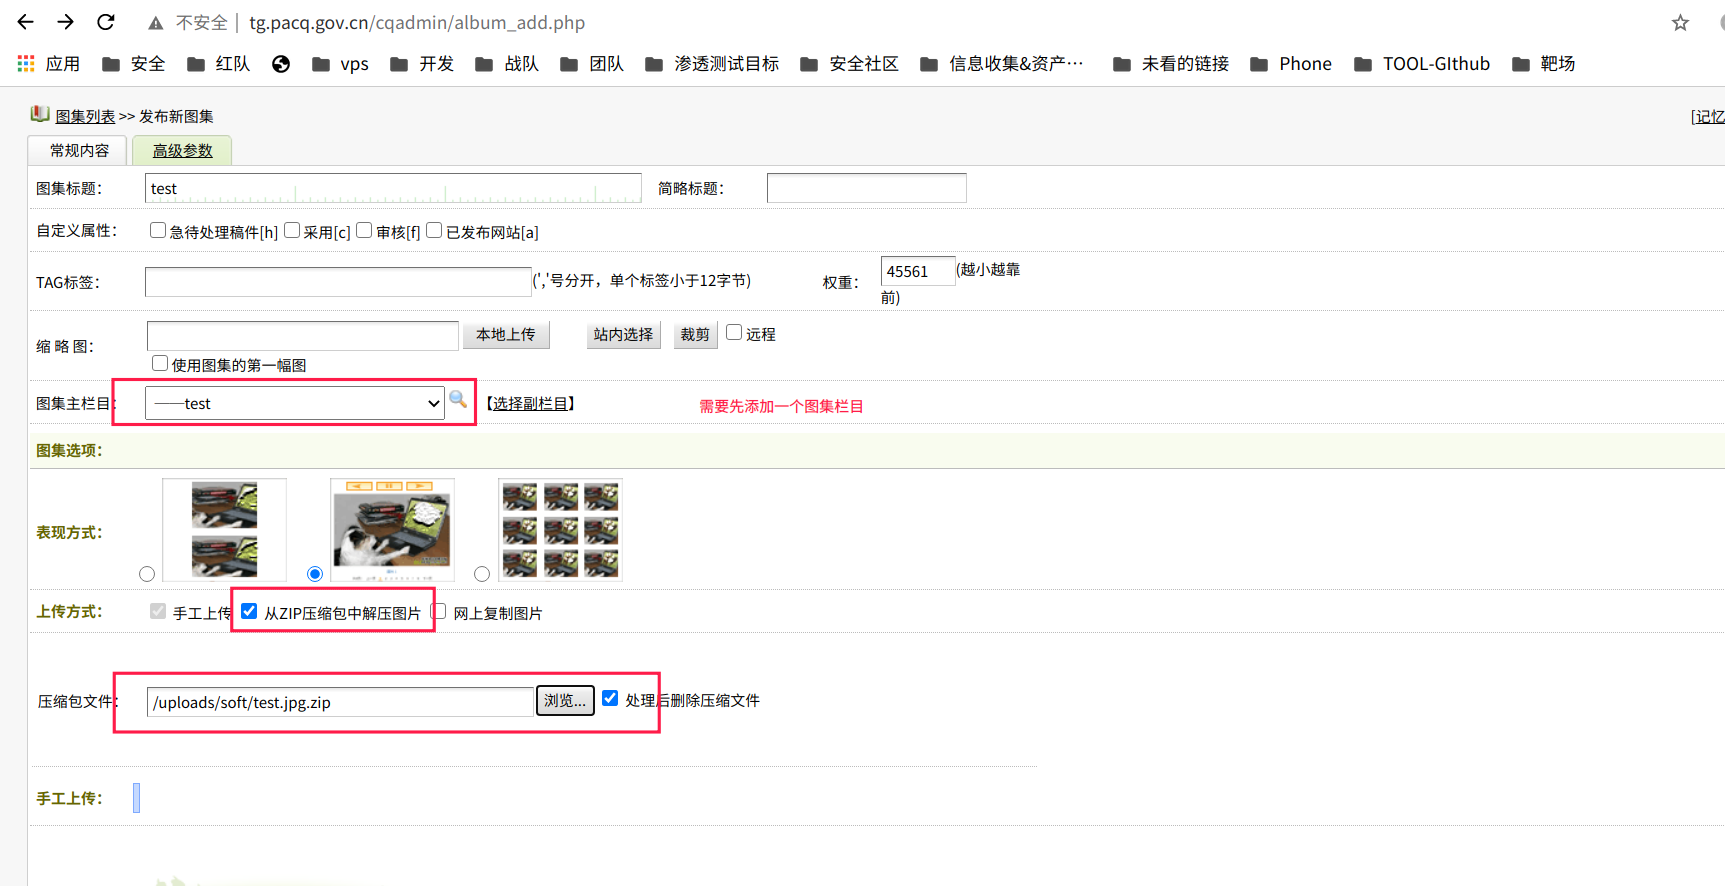 不安全 tg.pacq.gov.cn/cqadmin/album_add.php
应用 安全 红队 vps 开发 战队 团队 渗透测试目标 安全社区 信息收集&资产… 未看的链接 Phone TOOL-GIthub 靶场
图集列表 >> 发布新图集 [记忆
常规内容 高级参数
图集标题： test 简略标题：
自定义属性： 急待处理稿件[h] 采用[c] 审核[f] 已发布网站[a]
TAG标签： (','号分开，单个标签小于12字节) 权重： 45561 (越小越靠
前)
缩 略 图： 本地上传 站内选择 裁剪 远程
使用图集的第一幅图
图集主栏目： ——test 【选择副栏目】 需要先添加一个图集栏目
图集选项：
表现方式：
上传方式： 手工上传 从ZIP压缩包中解压图片 网上复制图片
压缩包文件： /uploads/soft/test.jpg.zip 浏览... 处理后删除压缩文件
手工上传：